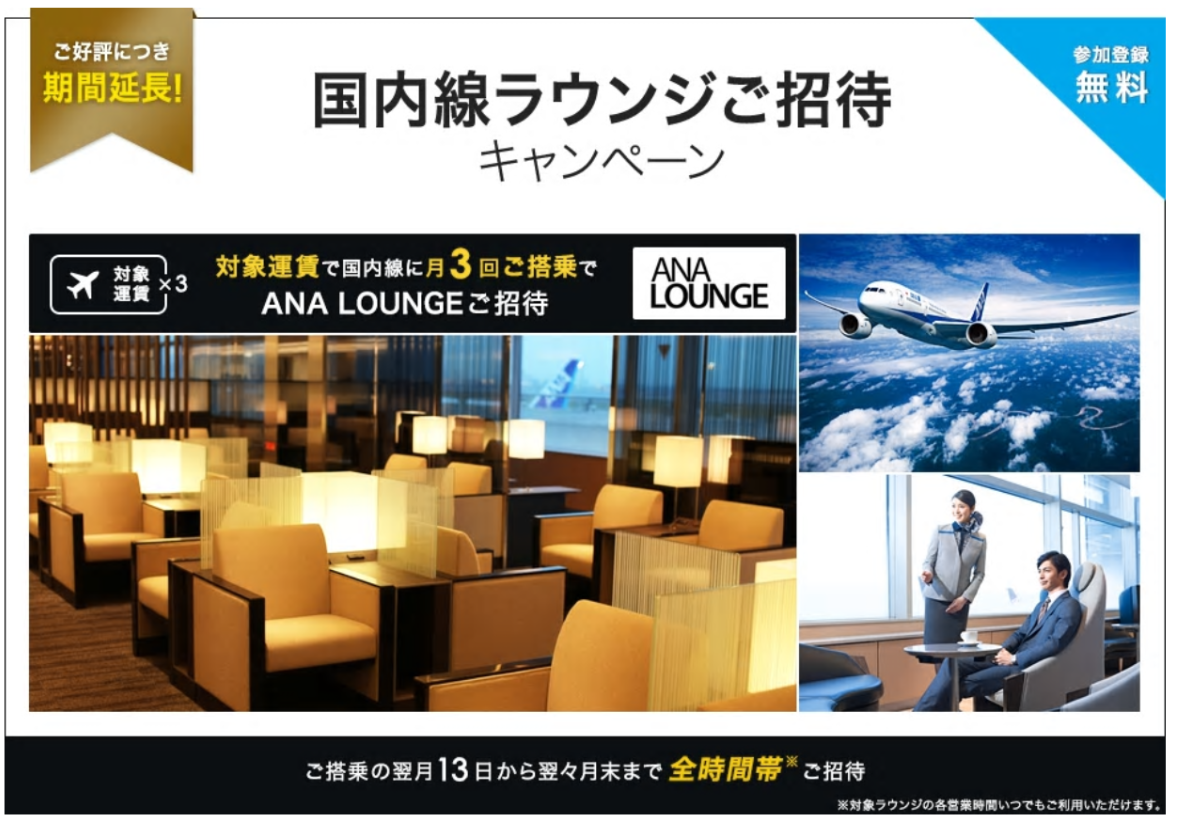 ご好評につき
期間延長!
参加登録
無料
国内線ラウンジご招待
キャンペーン
対象
運賃
×3
対象運賃で国内線に月3回ご搭乗で
ANA LOUNGEご招待
ANA
LOUNGE
ご搭乗の翌月13日から翌々月末まで全時間帯※ご招待
※対象ラウンジの各営業時間いつでもご利用いただけます。